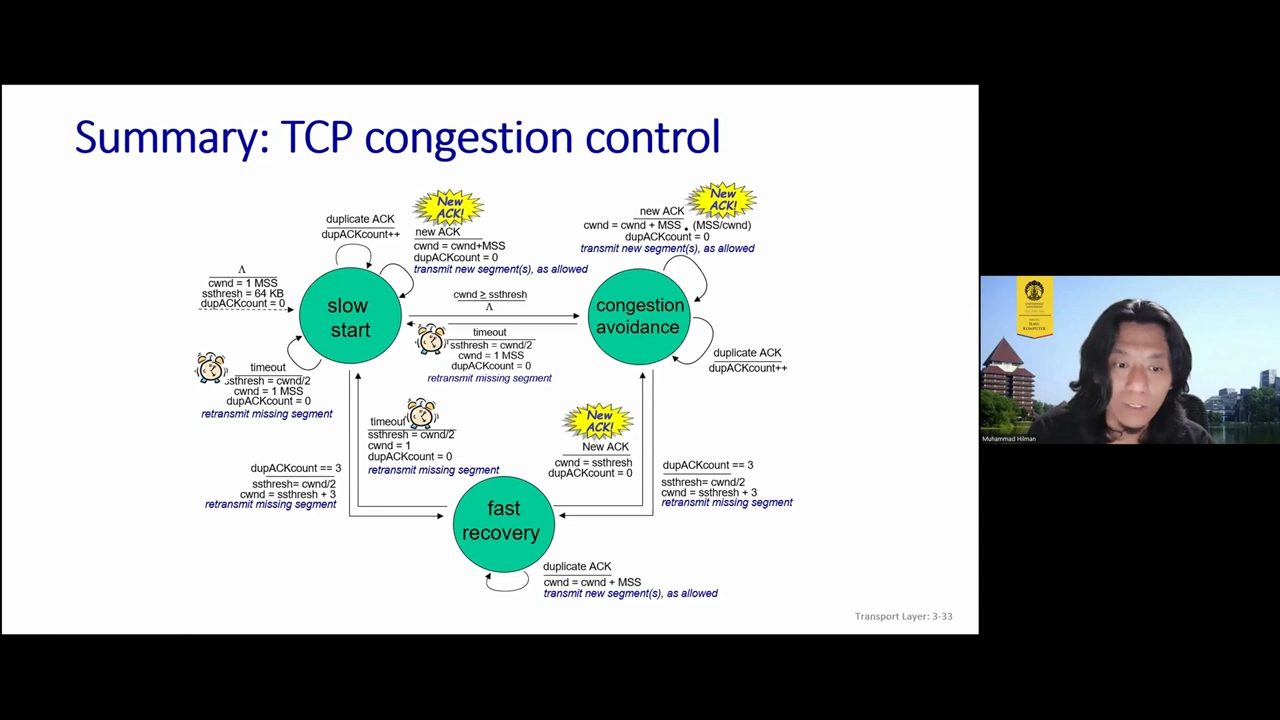 Summary: TCP congestion control
New
ACK!
duplicate ACK
dupACKcount++
new ACK
cwnd = cwnd+MSS
dupACKcount = 0
transmit new segment(s), as allowed
New
ACK!
new ACK
cwnd = cwnd + MSS • (MSS/cwnd)
dupACKcount = 0
transmit new segment(s), as allowed
Λ
cwnd = 1 MSS
ssthresh = 64 KB
dupACKcount = 0
slow
start
cwnd ≥ ssthresh
Λ
congestion
avoidance
timeout
ssthresh = cwnd/2
cwnd = 1 MSS
dupACKcount = 0
retransmit missing segment
duplicate ACK
dupACKcount++
timeout
ssthresh = cwnd/2
cwnd = 1 MSS
dupACKcount = 0
retransmit missing segment
timeout
ssthresh = cwnd/2
cwnd = 1
dupACKcount = 0
retransmit missing segment
New
ACK!
New ACK
cwnd = ssthresh
dupACKcount = 0
dupACKcount == 3
ssthresh= cwnd/2
cwnd = ssthresh + 3
retransmit missing segment
dupACKcount == 3
ssthresh= cwnd/2
cwnd = ssthresh + 3
retransmit missing segment
fast
recovery
duplicate ACK
cwnd = cwnd + MSS
transmit new segment(s), as allowed
Transport Layer: 3-33
ILMU
KOMPUTER
Muhammad Hilman